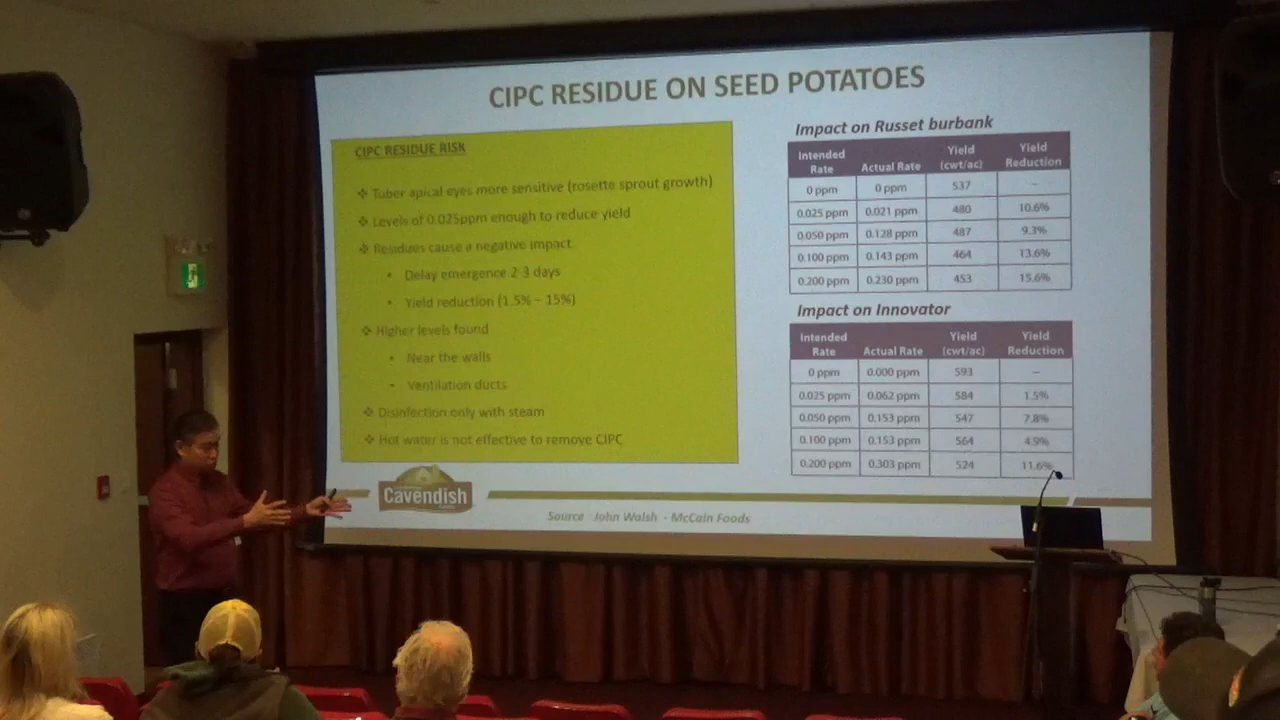 CIPC RESIDUE ON SEED POTATOES
CIPC RESIDUE RISK
❖ Tuber apical eyes more sensitive (rosette sprout growth)
❖ Levels of 0.025ppm enough to reduce yield
❖ Residues cause a negative impact.
• Delay emergence 2-3 days
• Yield reduction (1.5% – 15%)
❖ Higher levels found
• Near the walls
• Ventilation ducts
❖ Disinfection only with steam
❖ Hot water is not effective to remove CIPC
Impact on Russet burbank
Intended Rate Actual Rate Yield (cwt/ac) Yield Reduction
0 ppm 0 ppm 537 –
0.025 ppm 0.021 ppm 480 10.6%
0.050 ppm 0.128 ppm 487 9.3%
0.100 ppm 0.143 ppm 464 13.6%
0.200 ppm 0.230 ppm 453 15.6%
Impact on Innovator
Intended Rate Actual Rate Yield (cwt/ac) Yield Reduction
0 ppm 0.000 ppm 593 –
0.025 ppm 0.062 ppm 584 1.5%
0.050 ppm 0.153 ppm 547 7.8%
0.100 ppm 0.153 ppm 564 4.9%
0.200 ppm 0.303 ppm 524 11.6%
Cavendish
Source John Walsh - McCain Foods